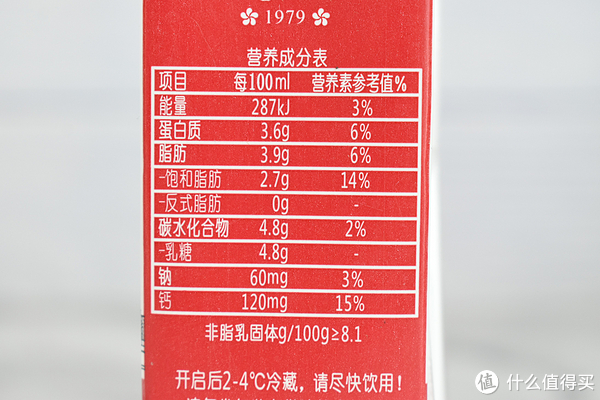 1979
营养成分表
项目 每100ml 营养素参考值%
能量 287kJ 3%
蛋白质 3.6g 6%
脂肪 3.9g 6%
-饱和脂肪 2.7g 14%
-反式脂肪 0g -
碳水化合物 4.8g 2%
-乳糖 4.8g -
钠 60mg 3%
钙 120mg 15%
非脂乳固体g/100g≥8.1
开启后2-4℃冷藏，请尽快饮用！
值 什么值得买